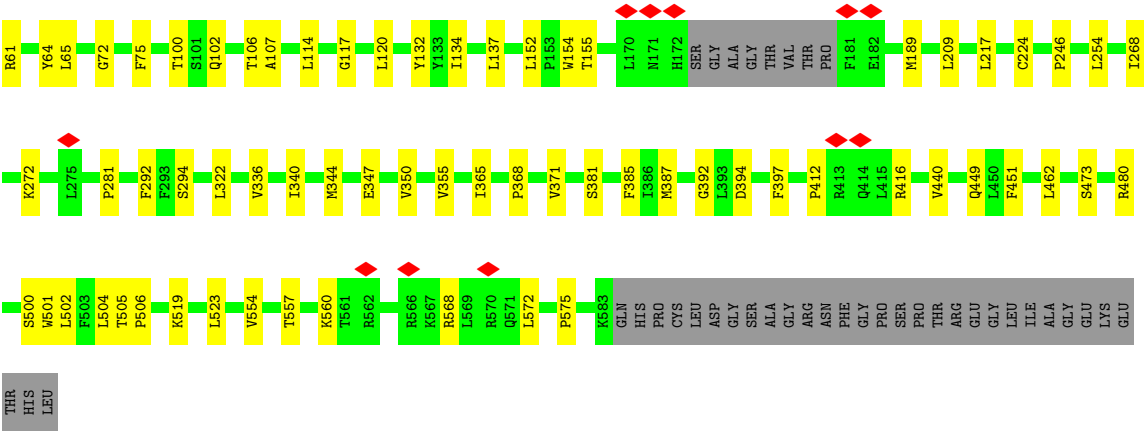 R61 Y64 L65 G72 F75 T100 S101 Q102 T106 A107 L114 G117 L120 Y132 Y133 I134 L137 L152 P153 W154 T155 L170 N171 H172 SER GLY ALA GLY THR VAL THR PRO F181 E182 M189 L209 L217 C224 P246 L254 I268
K272 L275 P281 F292 F293 S294 L322 V336 I340 M344 E347 V350 V355 I365 P368 V371 S381 F385 I386 M387 G392 L393 D394 F397 P412 R413 Q414 L415 R416 V440 Q449 L450 F451 L462 S473 R480
S500 W501 L502 F503 L504 T505 P506 K519 L523 V554 T557 K560 T561 R562 R566 K567 R568 L569 R570 Q571 L572 P575 K583 GLN HIS PRO CYS LEU ASP GLY SER ALA GLY ARG ASN PHE GLY PRO SER PRO THR ARG GLU GLY LEU ILE ALA GLY GLU LYS GLU
THR HIS LEU